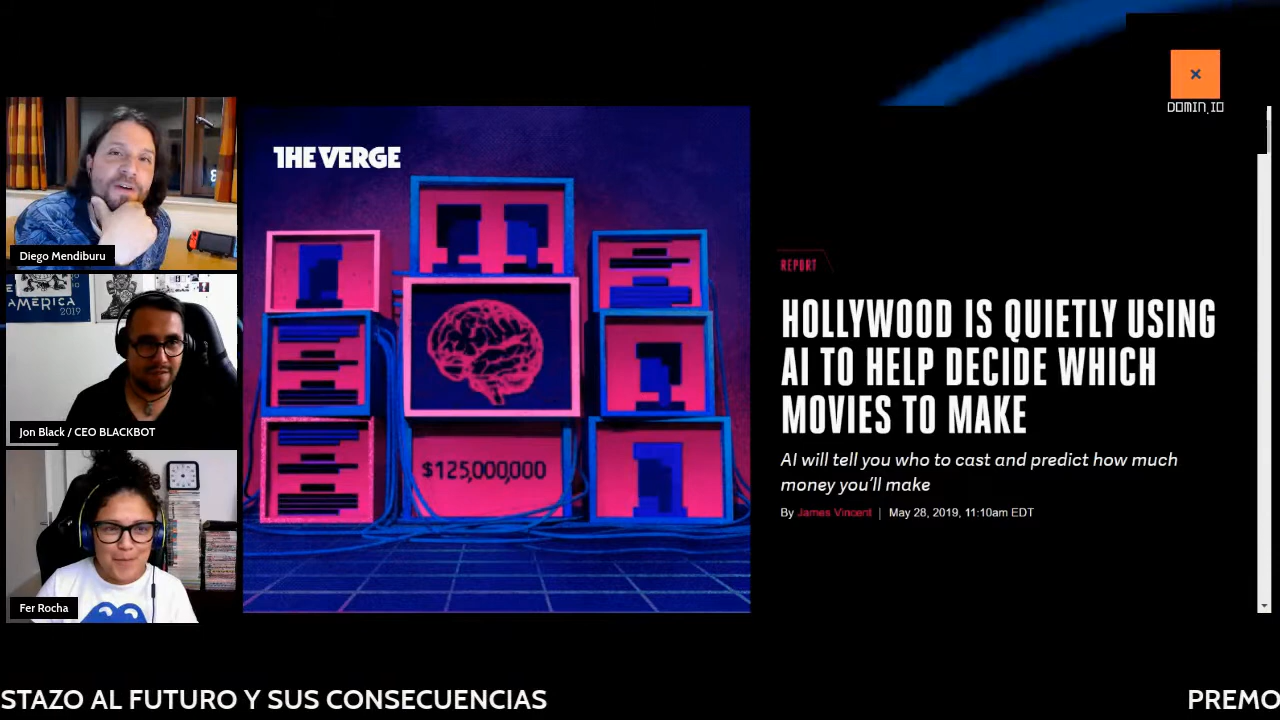 DOMIN.IO
Diego Mendiburu
AMERICA
2019
Jon Black / CEO BLACKBOT
Fer Rocha
THE VERGE
$125,000,000
REPORT
HOLLYWOOD IS QUIETLY USING
AI TO HELP DECIDE WHICH
MOVIES TO MAKE
AI will tell you who to cast and predict how much
money you'll make
By James Vincent | May 28, 2019, 11:10am EDT
STAZO AL FUTURO Y SUS CONSECUENCIAS
PREMO